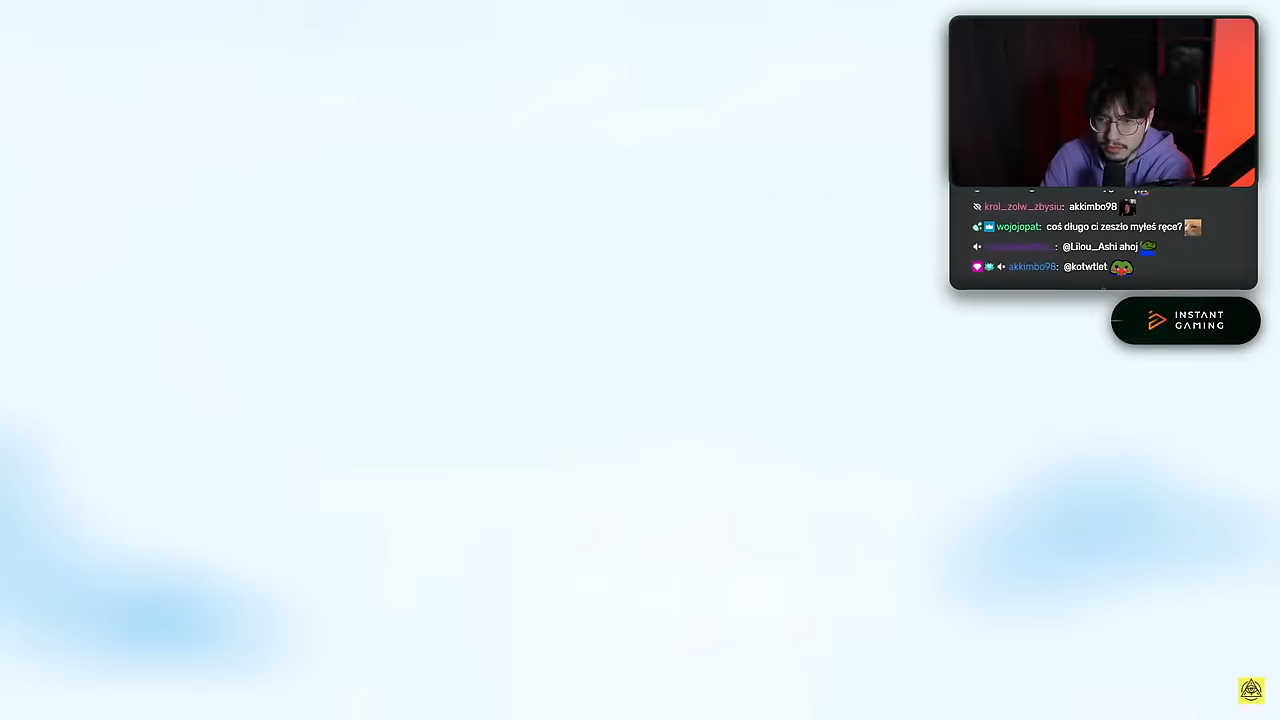 krol_zolw_zbysiu: akkimbo98
wojojopat: coś długo ci zeszło myłeś ręce?
: @Lilou_Ashi ahoj
akkimbo98: @kotwtlet
INSTANT
GAMING